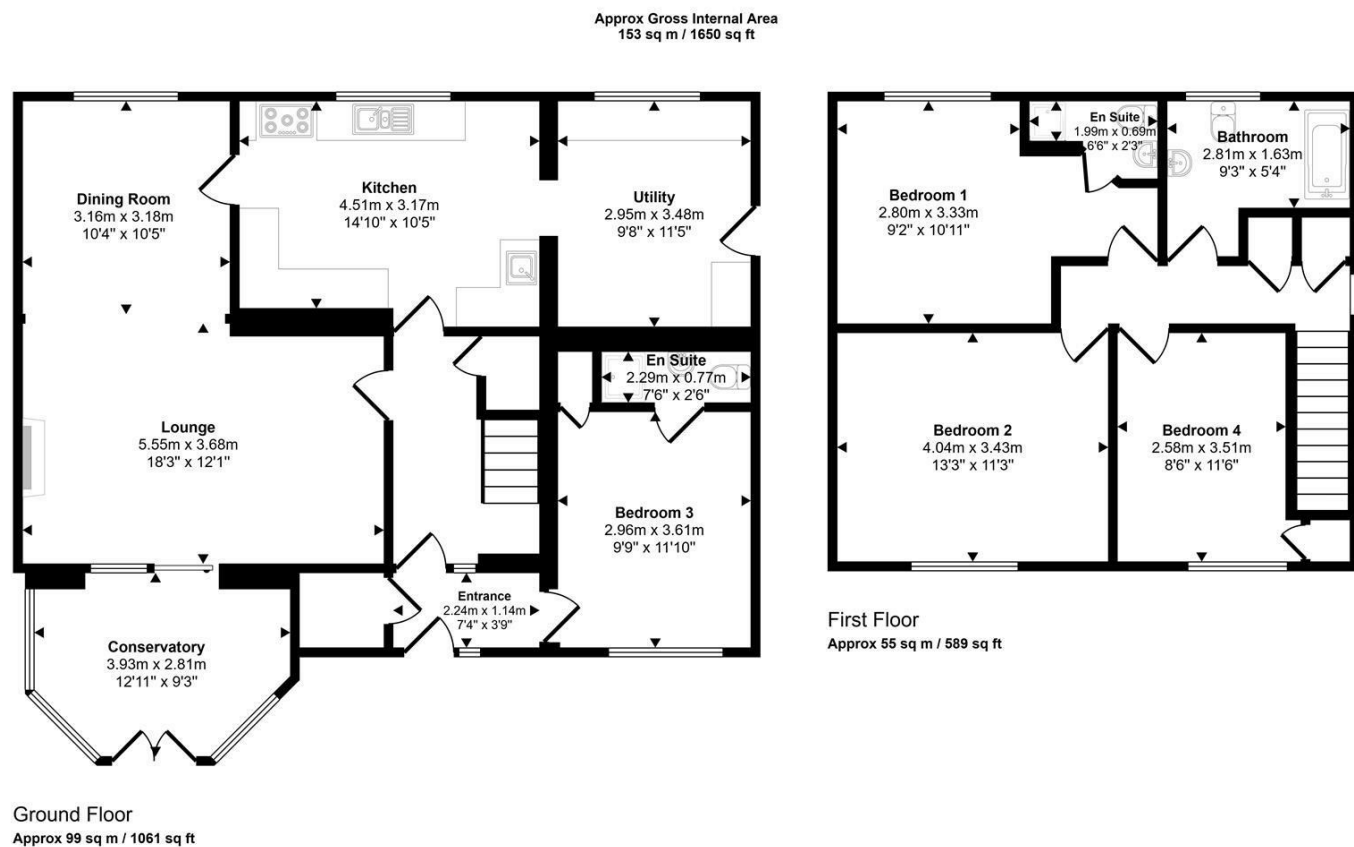 Approx Gross Internal Area
153 sq m / 1650 sq ft
Dining Room
3.16m x 3.18m
10'4" x 10'5"
Kitchen
4.51m x 3.17m
14'10" x 10'5"
Utility
2.95m x 3.48m
9'8" x 11'5"
Lounge
5.55m x 3.68m
18'3" x 12'1"
En Suite
2.29m x 0.77m
7'6" x 2'6"
Bedroom 3
2.96m x 3.61m
9'9" x 11'10"
Entrance
2.24m x 1.14m
7'4" x 3'9"
Conservatory
3.93m x 2.81m
12'11" x 9'3"
Ground Floor
Approx 99 sq m / 1061 sq ft
Bedroom 1
2.80m x 3.33m
9'2" x 10'11"
En Suite
1.99m x 0.69m
6'6" x 2'3"
Bathroom
2.81m x 1.63m
9'3" x 5'4"
Bedroom 2
4.04m x 3.43m
13'3" x 11'3"
Bedroom 4
2.58m x 3.51m
8'6" x 11'6"
First Floor
Approx 55 sq m / 589 sq ft